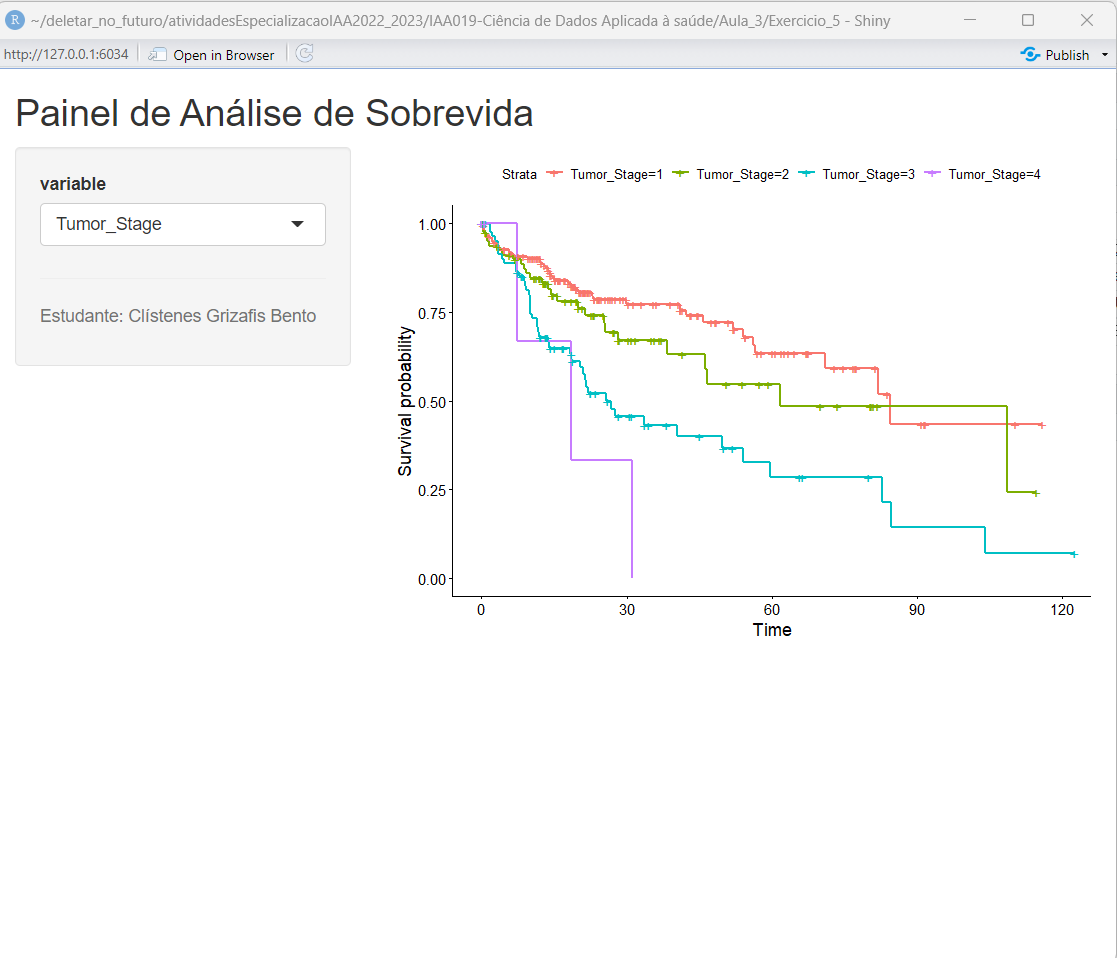 ~/deletar_no_futuro/atividadesEspecializacaoIAA2022_2023/IAA019-Ciência de Dados Aplicada à saúde/Aula_3/Exercicio_5 - Shiny
http://127.0.0.1:6034 Open in Browser Publish
Painel de Análise de Sobrevida
variable
Tumor_Stage
Estudante: Clístenes Grizafis Bento
Strata Tumor_Stage=1 Tumor_Stage=2 Tumor_Stage=3 Tumor_Stage=4
Survival probability
1.00
0.75
0.50
0.25
0.00
0 30 60 90 120
Time